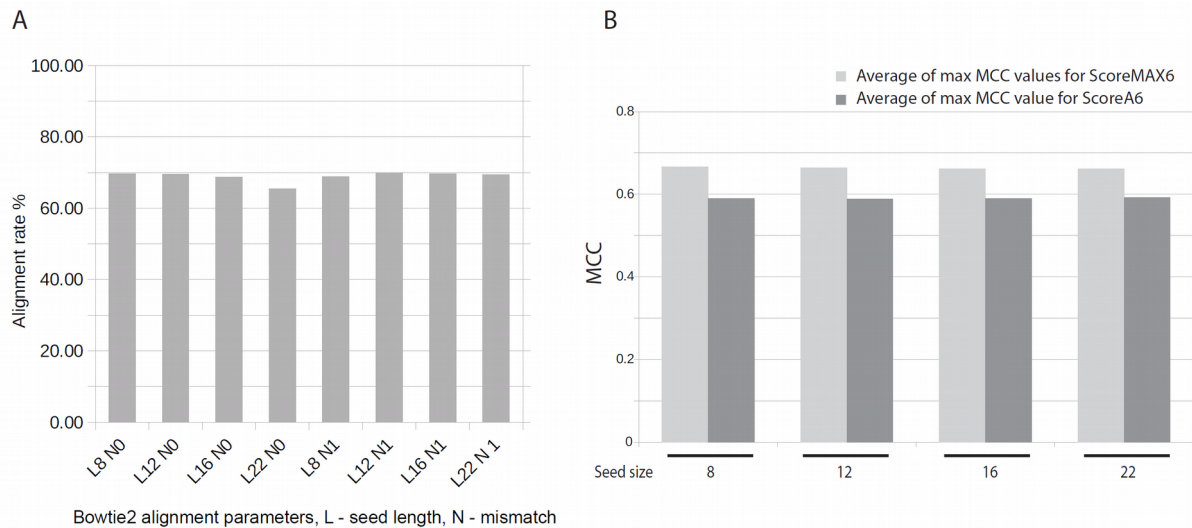 A
100.00
80.00
60.00
40.00
20.00
0.00
Alignment rate %
L8 N0
L12 N0
L16 N0
L22 N0
L8 N1
L12 N1
L16 N1
L22 N 1
Bowtie2 alignment parameters, L - seed length, N - mismatch
B
Average of max MCC values for ScoreMAX6
Average of max MCC value for ScoreA6
0.8
0.6
0.4
0.2
0
MCC
Seed size 8 12 16 22